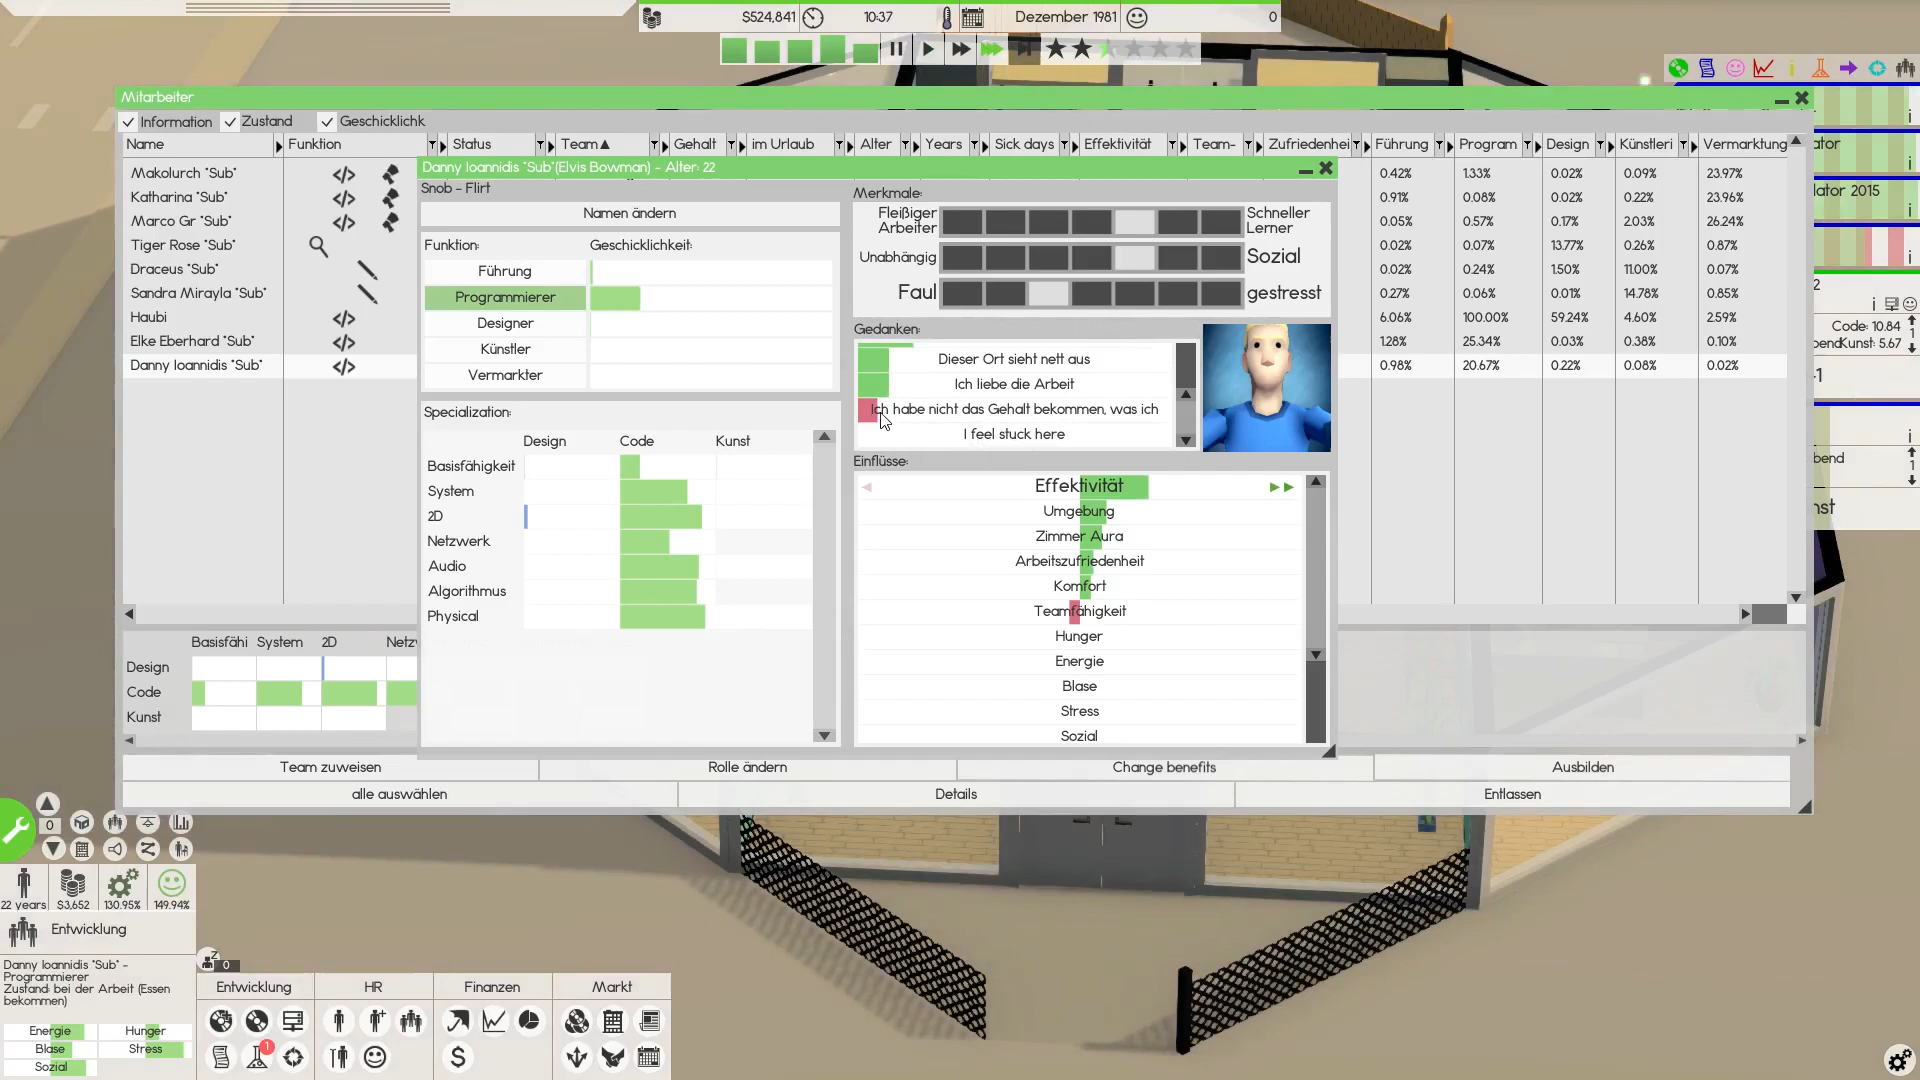 $524,841
10:37
Dezember 1981
0
Mitarbeiter
Information
Zustand
Geschicklichk
Name
Funktion
Status
Team▲
Gehalt
im Urlaub
Alter
Years
Sick days
Effektivität
Team-
Zufriedenhei
Führung
Program
Design
Künstleri
Vermarktung
Makolurch "Sub"
0.42% 1.33% 0.02% 0.09% 23.97%
Katharina "Sub"
0.91% 0.08% 0.02% 0.22% 23.96%
Marco Gr "Sub"
0.05% 0.57% 0.17% 2.03% 26.24%
Tiger Rose "Sub"
0.02% 0.07% 13.77% 0.26% 0.87%
Draceus "Sub"
0.02% 0.24% 1.50% 11.00% 0.07%
Sandra Mirayla "Sub"
0.27% 0.06% 0.01% 14.78% 0.85%
Haubi
6.06% 100.00% 59.24% 4.60% 2.59%
Elke Eberhard "Sub"
1.28% 25.34% 0.03% 0.38% 0.10%
Danny Ioannidis "Sub"
0.98% 20.67% 0.22% 0.08% 0.02%
Danny Ioannidis "Sub"(Elvis Bowman) - Alter: 22
Snob - Flirt
Namen ändern
Funktion:
Geschicklichkeit:
Führung
Programmierer
Designer
Künstler
Vermarkter
Specialization:
Design
Code
Kunst
Basisfähigkeit
System
2D
Netzwerk
Audio
Algorithmus
Physical
Merkmale:
Fleißiger
Arbeiter
Schneller
Lerner
Unabhängig
Sozial
Faul
gestresst
Gedanken:
Dieser Ort sieht nett aus
Ich liebe die Arbeit
Ich habe nicht das Gehalt bekommen, was ich
I feel stuck here
Einflüsse:
Effektivität
Umgebung
Zimmer Aura
Arbeitszufriedenheit
Komfort
Teamfähigkeit
Hunger
Energie
Blase
Stress
Sozial
Basisfähi
System
2D
Netzv
Design
Code
Kunst
Team zuweisen
Rolle ändern
Change benefits
Ausbilden
alle auswählen
Details
Entlassen
ator
lator 2015
2
Code: 10.84
1
bendKunst: 5.67
-1
bend
1
nst
0
22 years
$3,652
130.95%
149.94%
Entwicklung
Danny Ioannidis "Sub" -
Programmierer
Zustand: bei der Arbeit (Essen
bekommen)
Energie
Hunger
Blase
Stress
Sozial
z
0
Entwicklung
HR
Finanzen
Markt
1